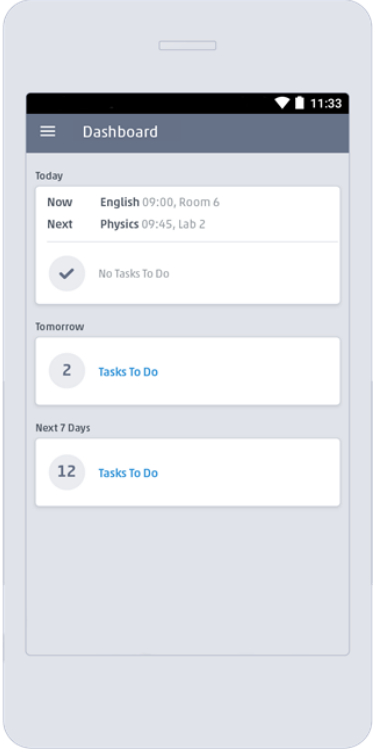 11:33
Dashboard
Today
Now English 09:00, Room 6
Next Physics 09:45, Lab 2
No Tasks To Do
Tomorrow
2 Tasks To Do
Next 7 Days
12 Tasks To Do